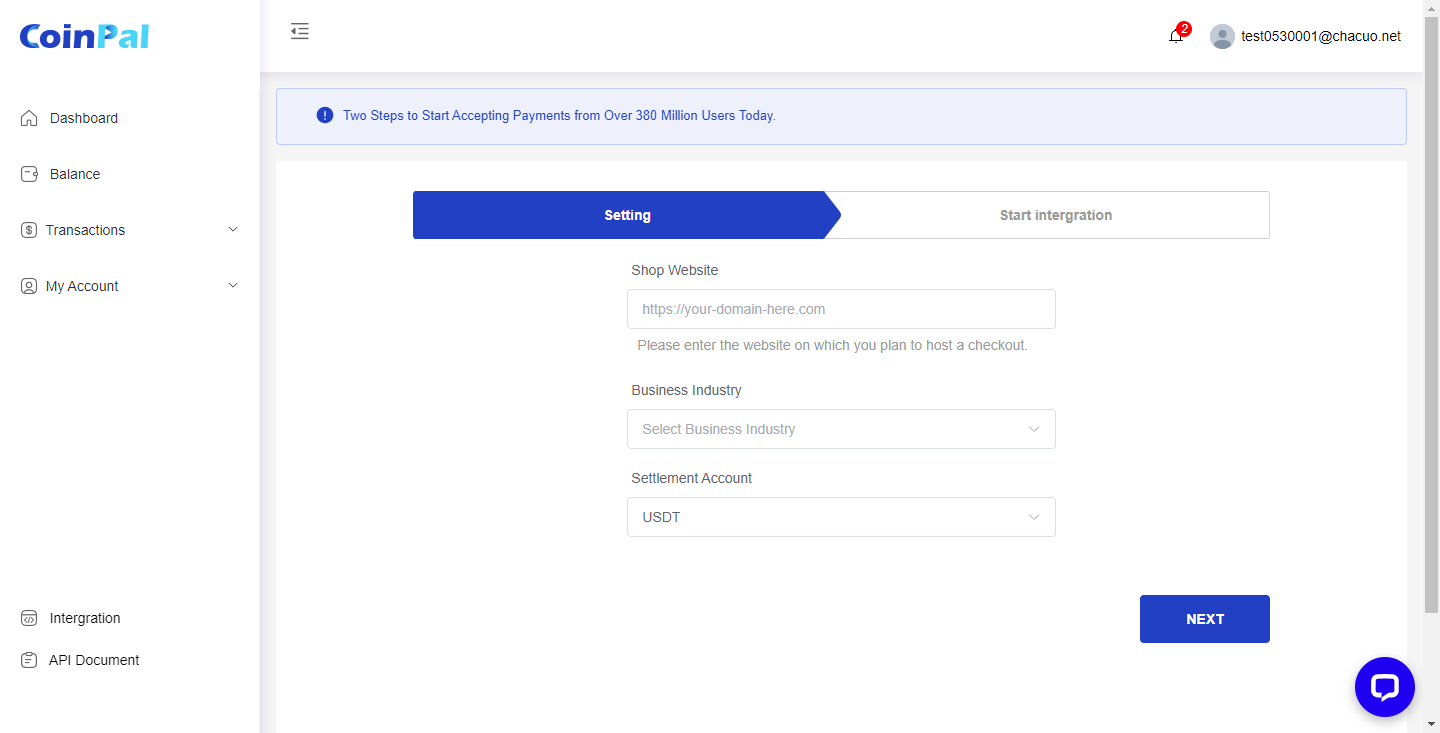 CoinPal
2
test0530001@chacuo.net
Dashboard
Balance
Transactions
My Account
Intergration
API Document
Two Steps to Start Accepting Payments from Over 380 Million Users Today.
Setting
Start intergration
Shop Website
https://your-domain-here.com
Please enter the website on which you plan to host a checkout.
Business Industry
Select Business Industry
Settlement Account
USDT
NEXT